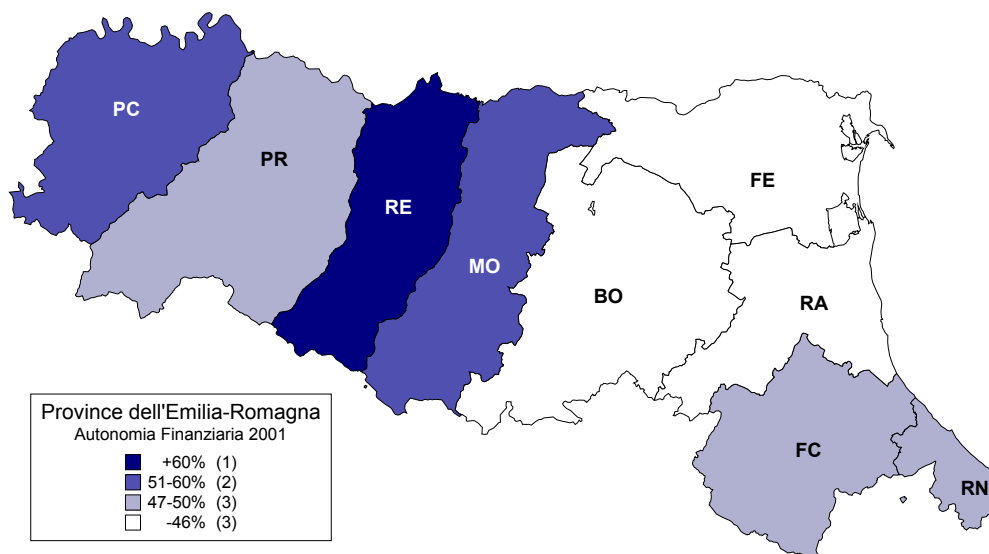 PC
PR
FE
RE
MO
BO
RA
FC
RN
Province dell'Emilia-Romagna
Autonomia Finanziaria 2001
+60% (1)
51-60% (2)
47-50% (3)
-46% (3)